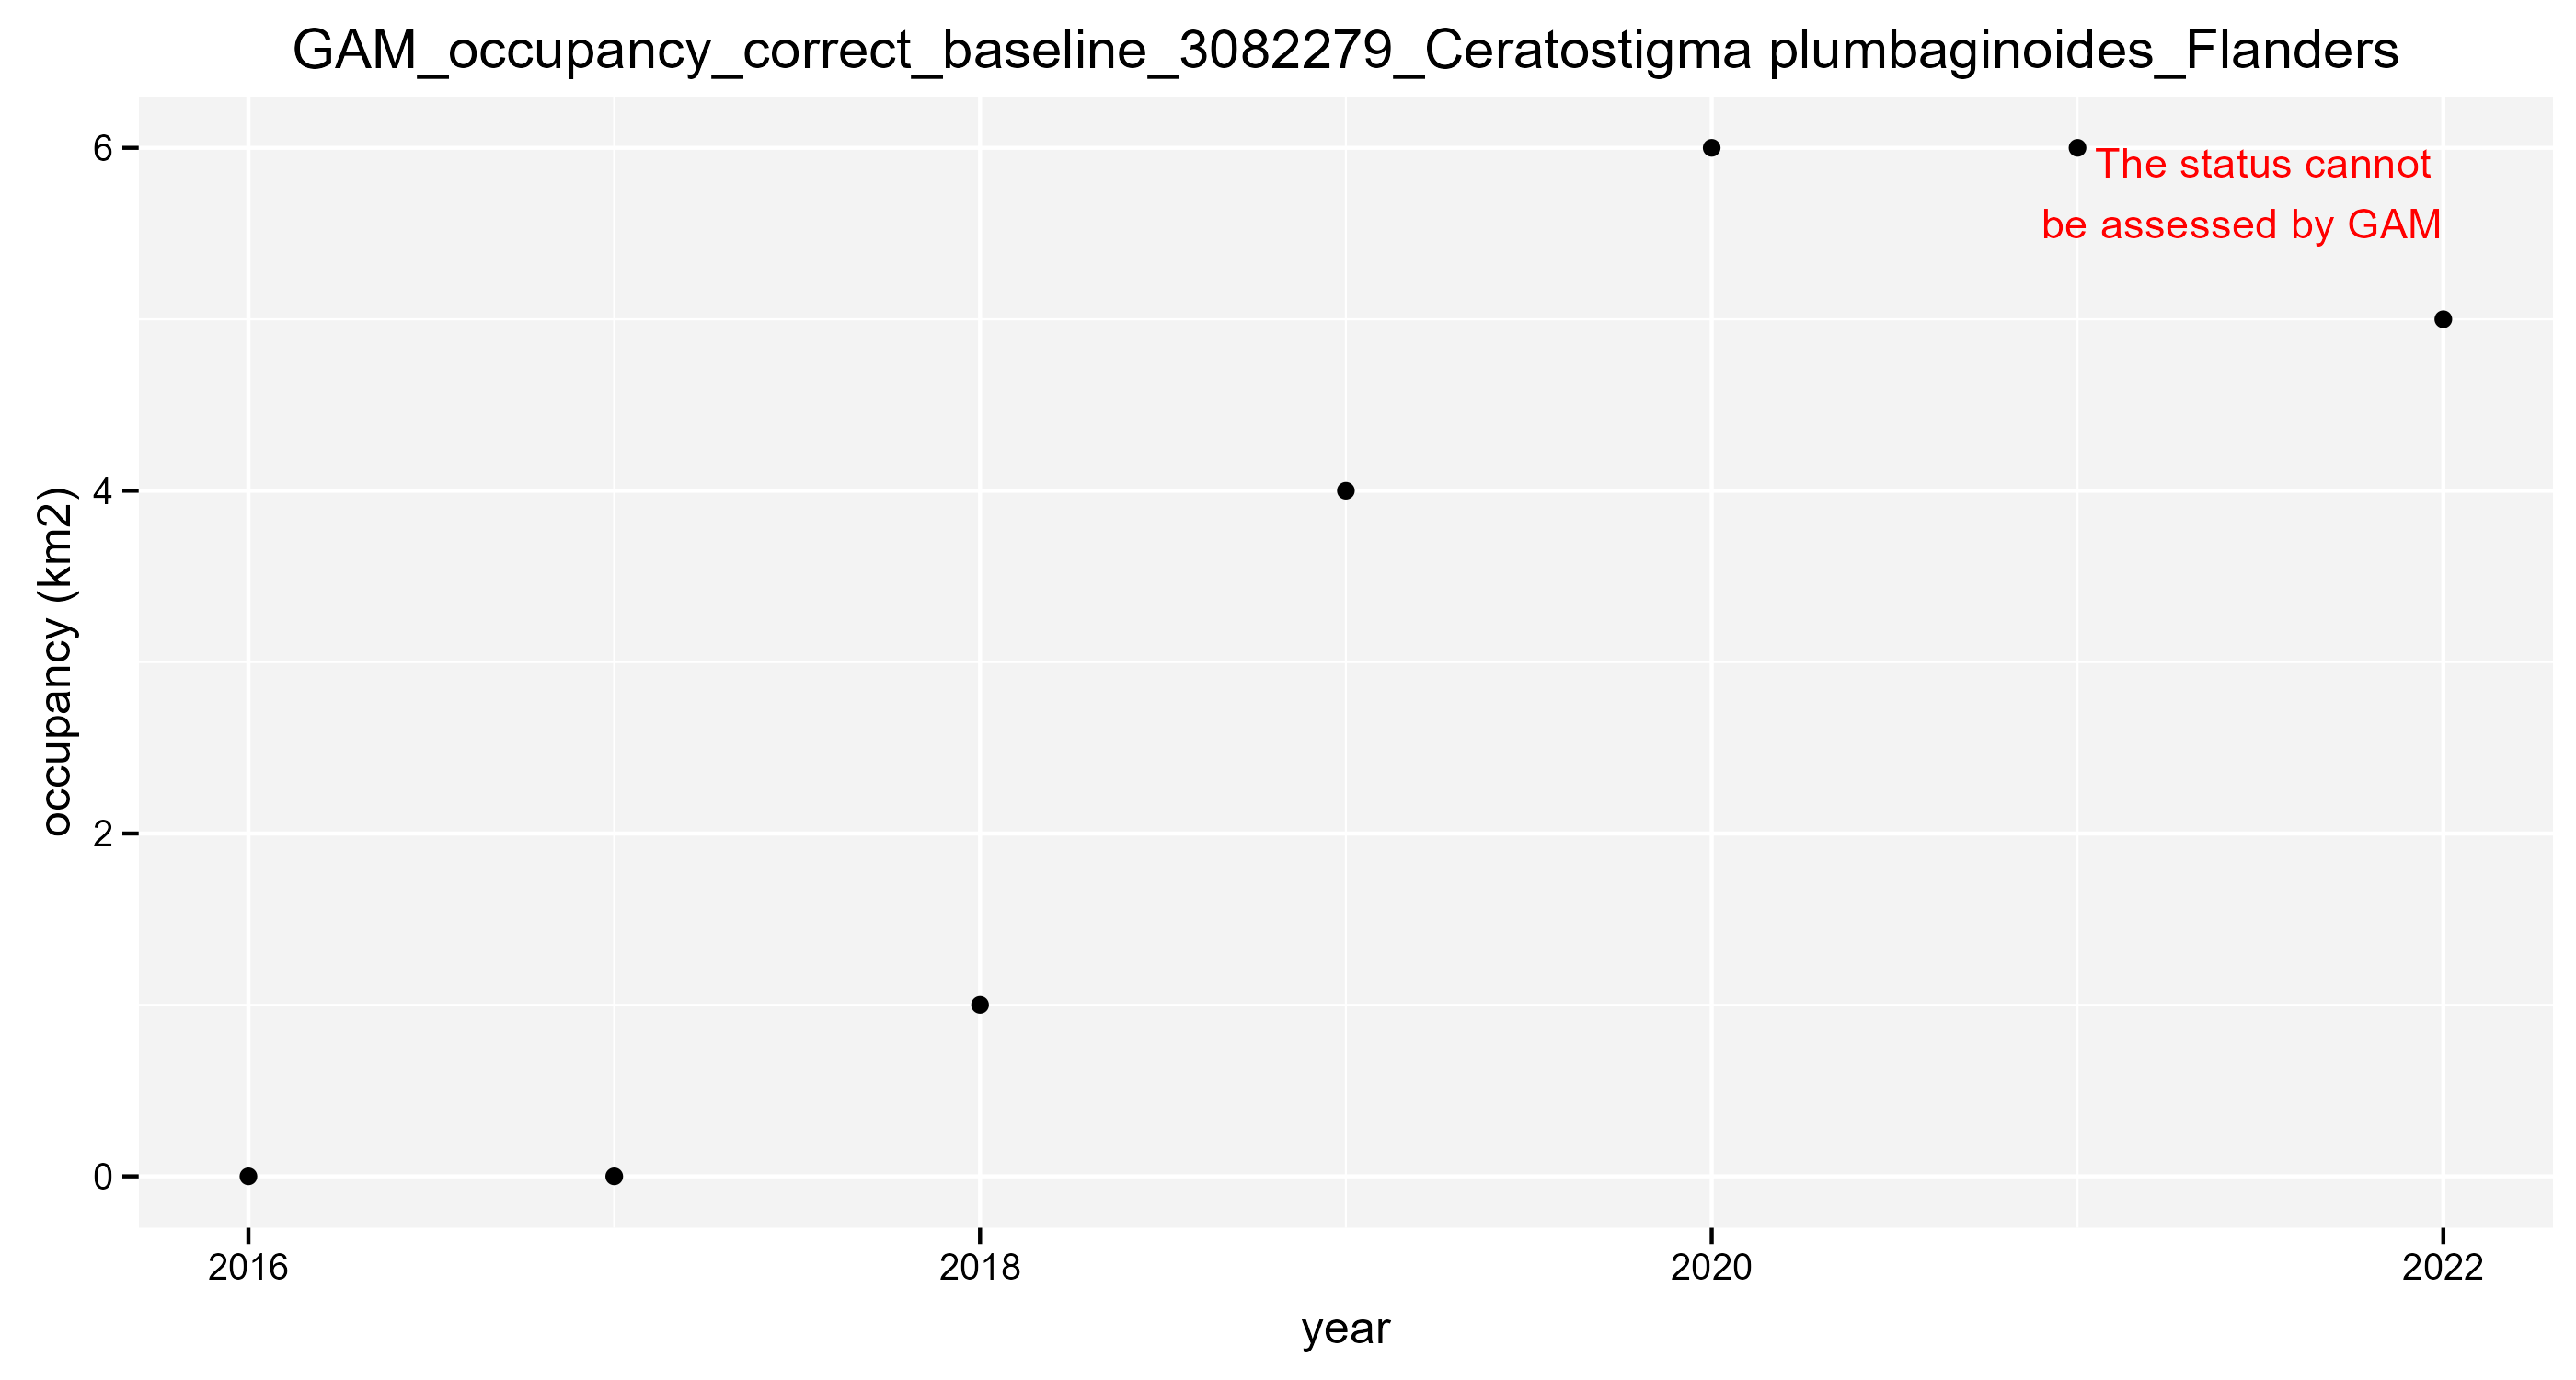 GAM_occupancy_correct_baseline_3082279_Ceratostigma plumbaginoides_Flanders
6
The status cannot
be assessed by GAM
4
occupancy (km2)
2
0
2016
2018
2020
2022
year